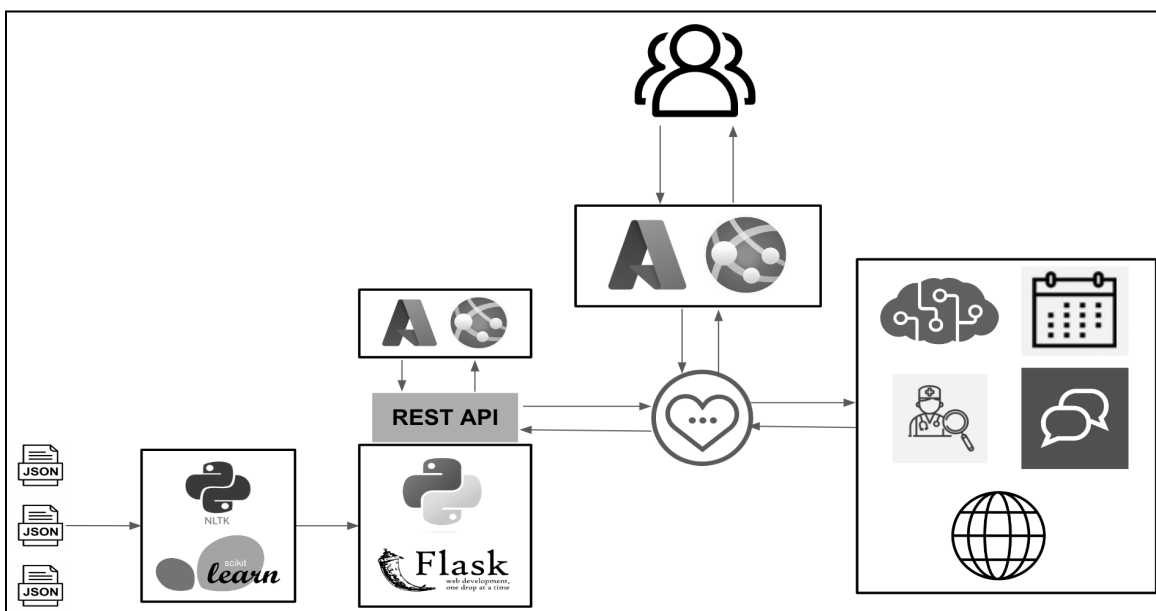 REST API
JSON
JSON
JSON
NLTK
scikit
learn
Flask
web development,
one drop at a time